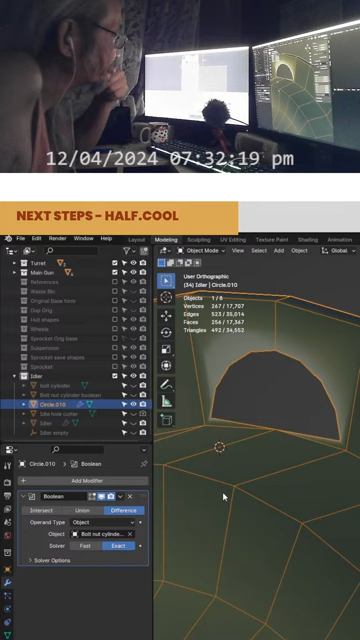 12/04/2024 07:32:19 pm
NEXT STEPS - HALF.COOL
File Edit Render Window Help Layout Modeling Sculpting UV Editing Texture Paint Shading Animation
Object Mode View Select Add Object Global
Turret
Main Gun
References
Waste Bin
Original Base form
Gap Orig
Hull shapes
Wheels
Sprocket Ring base
Suspension
Sprocket save shapes
Sprocket
Idler
bolt cylinder
Bolt nut cylinder boolean
Circle.010
Idle hole cutter
Idler
Idler empty
User Orthographic
(34) Idler | Circle.010
Objects 1/8
Vertices 267 / 17,707
Edges 523 / 35,014
Faces 256 / 17,367
Triangles 492 / 34,552
Circle.010 > Boolean
Add Modifier
Boolean
Intersect Union Difference
Operand Type Object
Object Bolt nut cylinde...
Solver Fast Exact
Solver Options